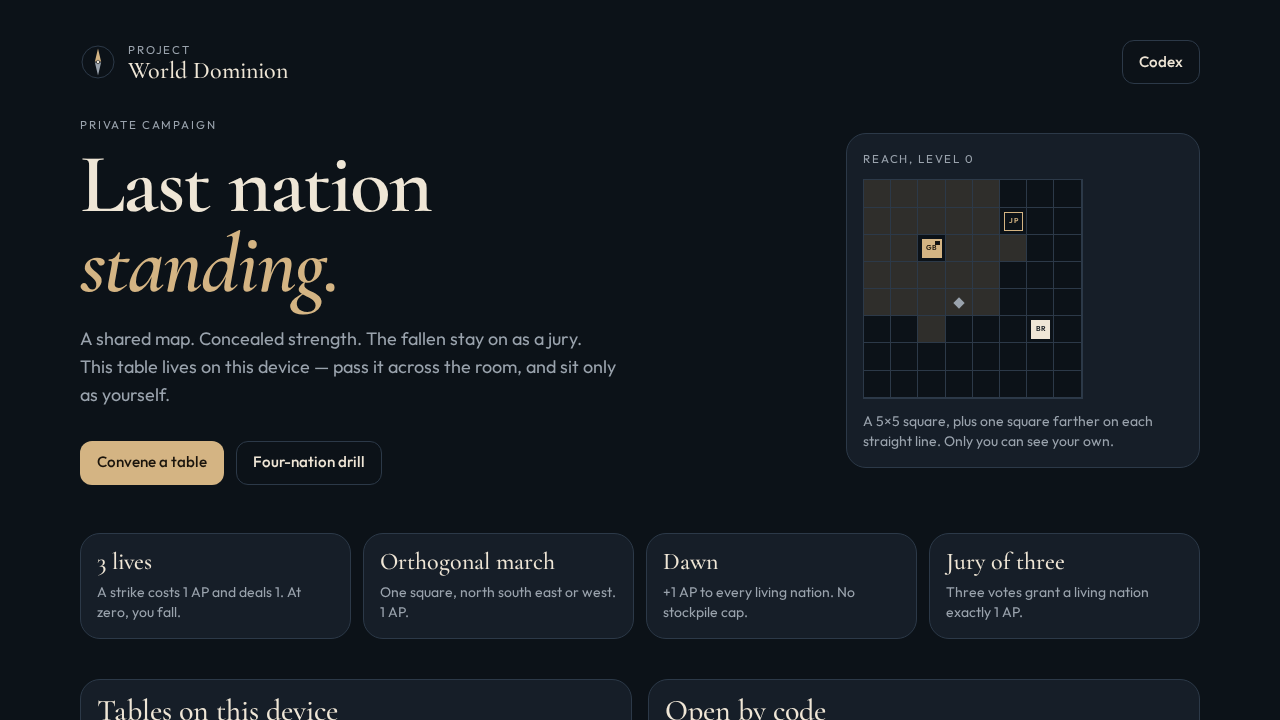 PROJECT
World Dominion
Codex
PRIVATE CAMPAIGN
Last nation
standing.
A shared map. Concealed strength. The fallen stay on as a jury.
This table lives on this device — pass it across the room, and sit only
as yourself.
Convene a table
Four-nation drill
REACH, LEVEL 0
JP
GB
BR
A 5×5 square, plus one square farther on each
straight line. Only you can see your own.
3 lives
A strike costs 1 AP and deals 1. At
zero, you fall.
Orthogonal march
One square, north south east or west.
1 AP.
Dawn
+1 AP to every living nation. No
stockpile cap.
Jury of three
Three votes grant a living nation
exactly 1 AP.
Tables on this device
Open by code